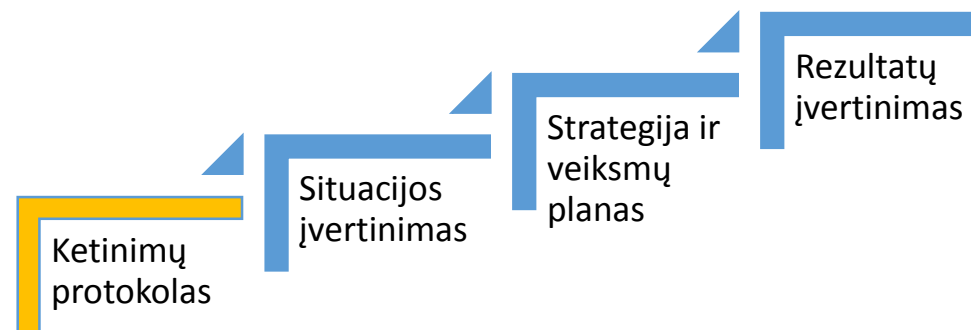 Ketinimų
protokolas
Situacijos
įvertinimas
Strategija ir
veiksmų
planas
Rezultatų
įvertinimas